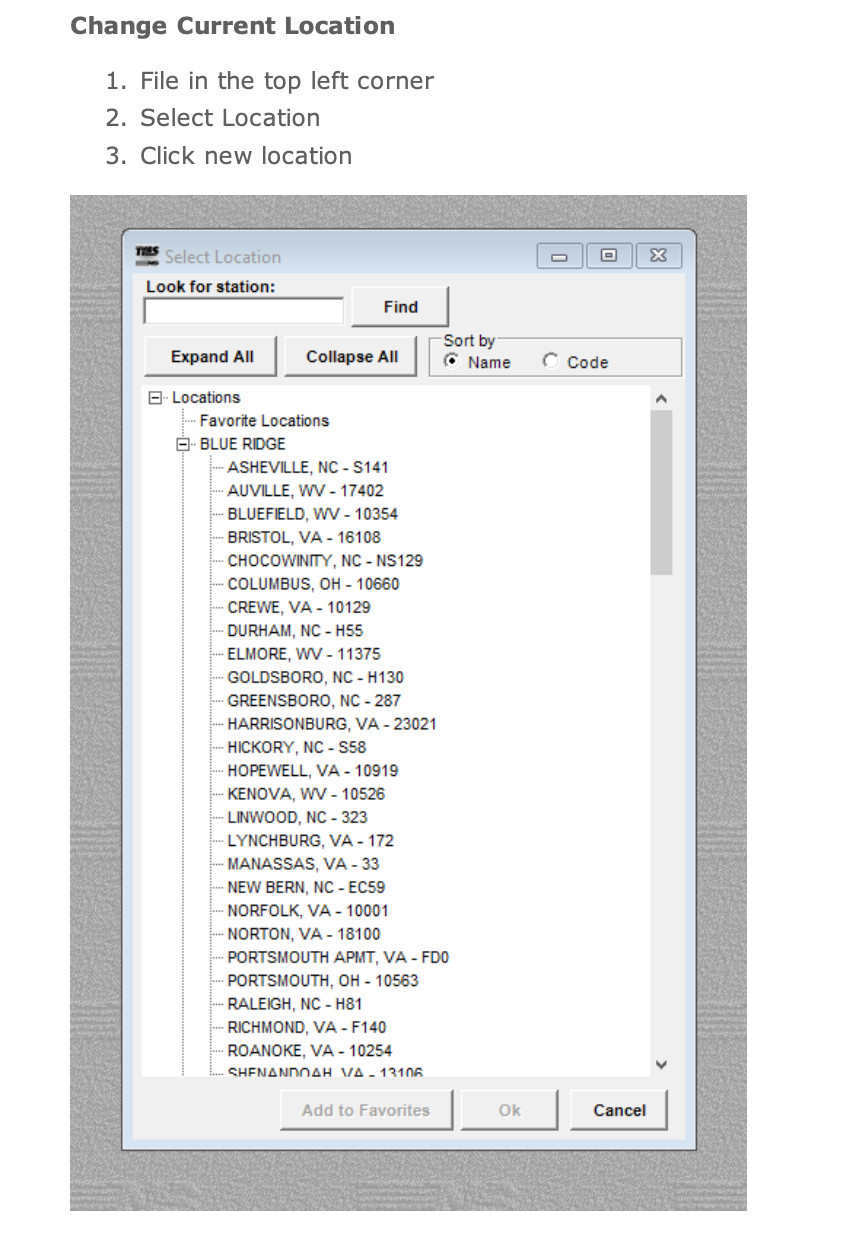 Change Current Location
1. File in the top left corner
2. Select Location
3. Click new location
Select Location
Look for station:
Find
Expand All
Collapse All
Sort by
Name
Code
Locations
Favorite Locations
BLUE RIDGE
ASHEVILLE, NC - S141
AUVILLE, WV - 17402
BLUEFIELD, WV - 10354
BRISTOL, VA - 16108
CHOCOWINITY, NC - NS129
COLUMBUS, OH - 10660
CREWE, VA - 10129
DURHAM, NC - H55
ELMORE, WV - 11375
GOLDSBORO, NC - H130
GREENSBORO, NC - 287
HARRISONBURG, VA - 23021
HICKORY, NC - S58
HOPEWELL, VA - 10919
KENOVA, WV - 10526
LINWOOD, NC - 323
LYNCHBURG, VA - 172
MANASSAS, VA - 33
NEW BERN, NC - EC59
NORFOLK, VA - 10001
NORTON, VA - 18100
PORTSMOUTH APMT, VA - FD0
PORTSMOUTH, OH - 10563
RALEIGH, NC - H81
RICHMOND, VA - F140
ROANOKE, VA - 10254
SHENANDOAH, VA - 13106
Add to Favorites
Ok
Cancel